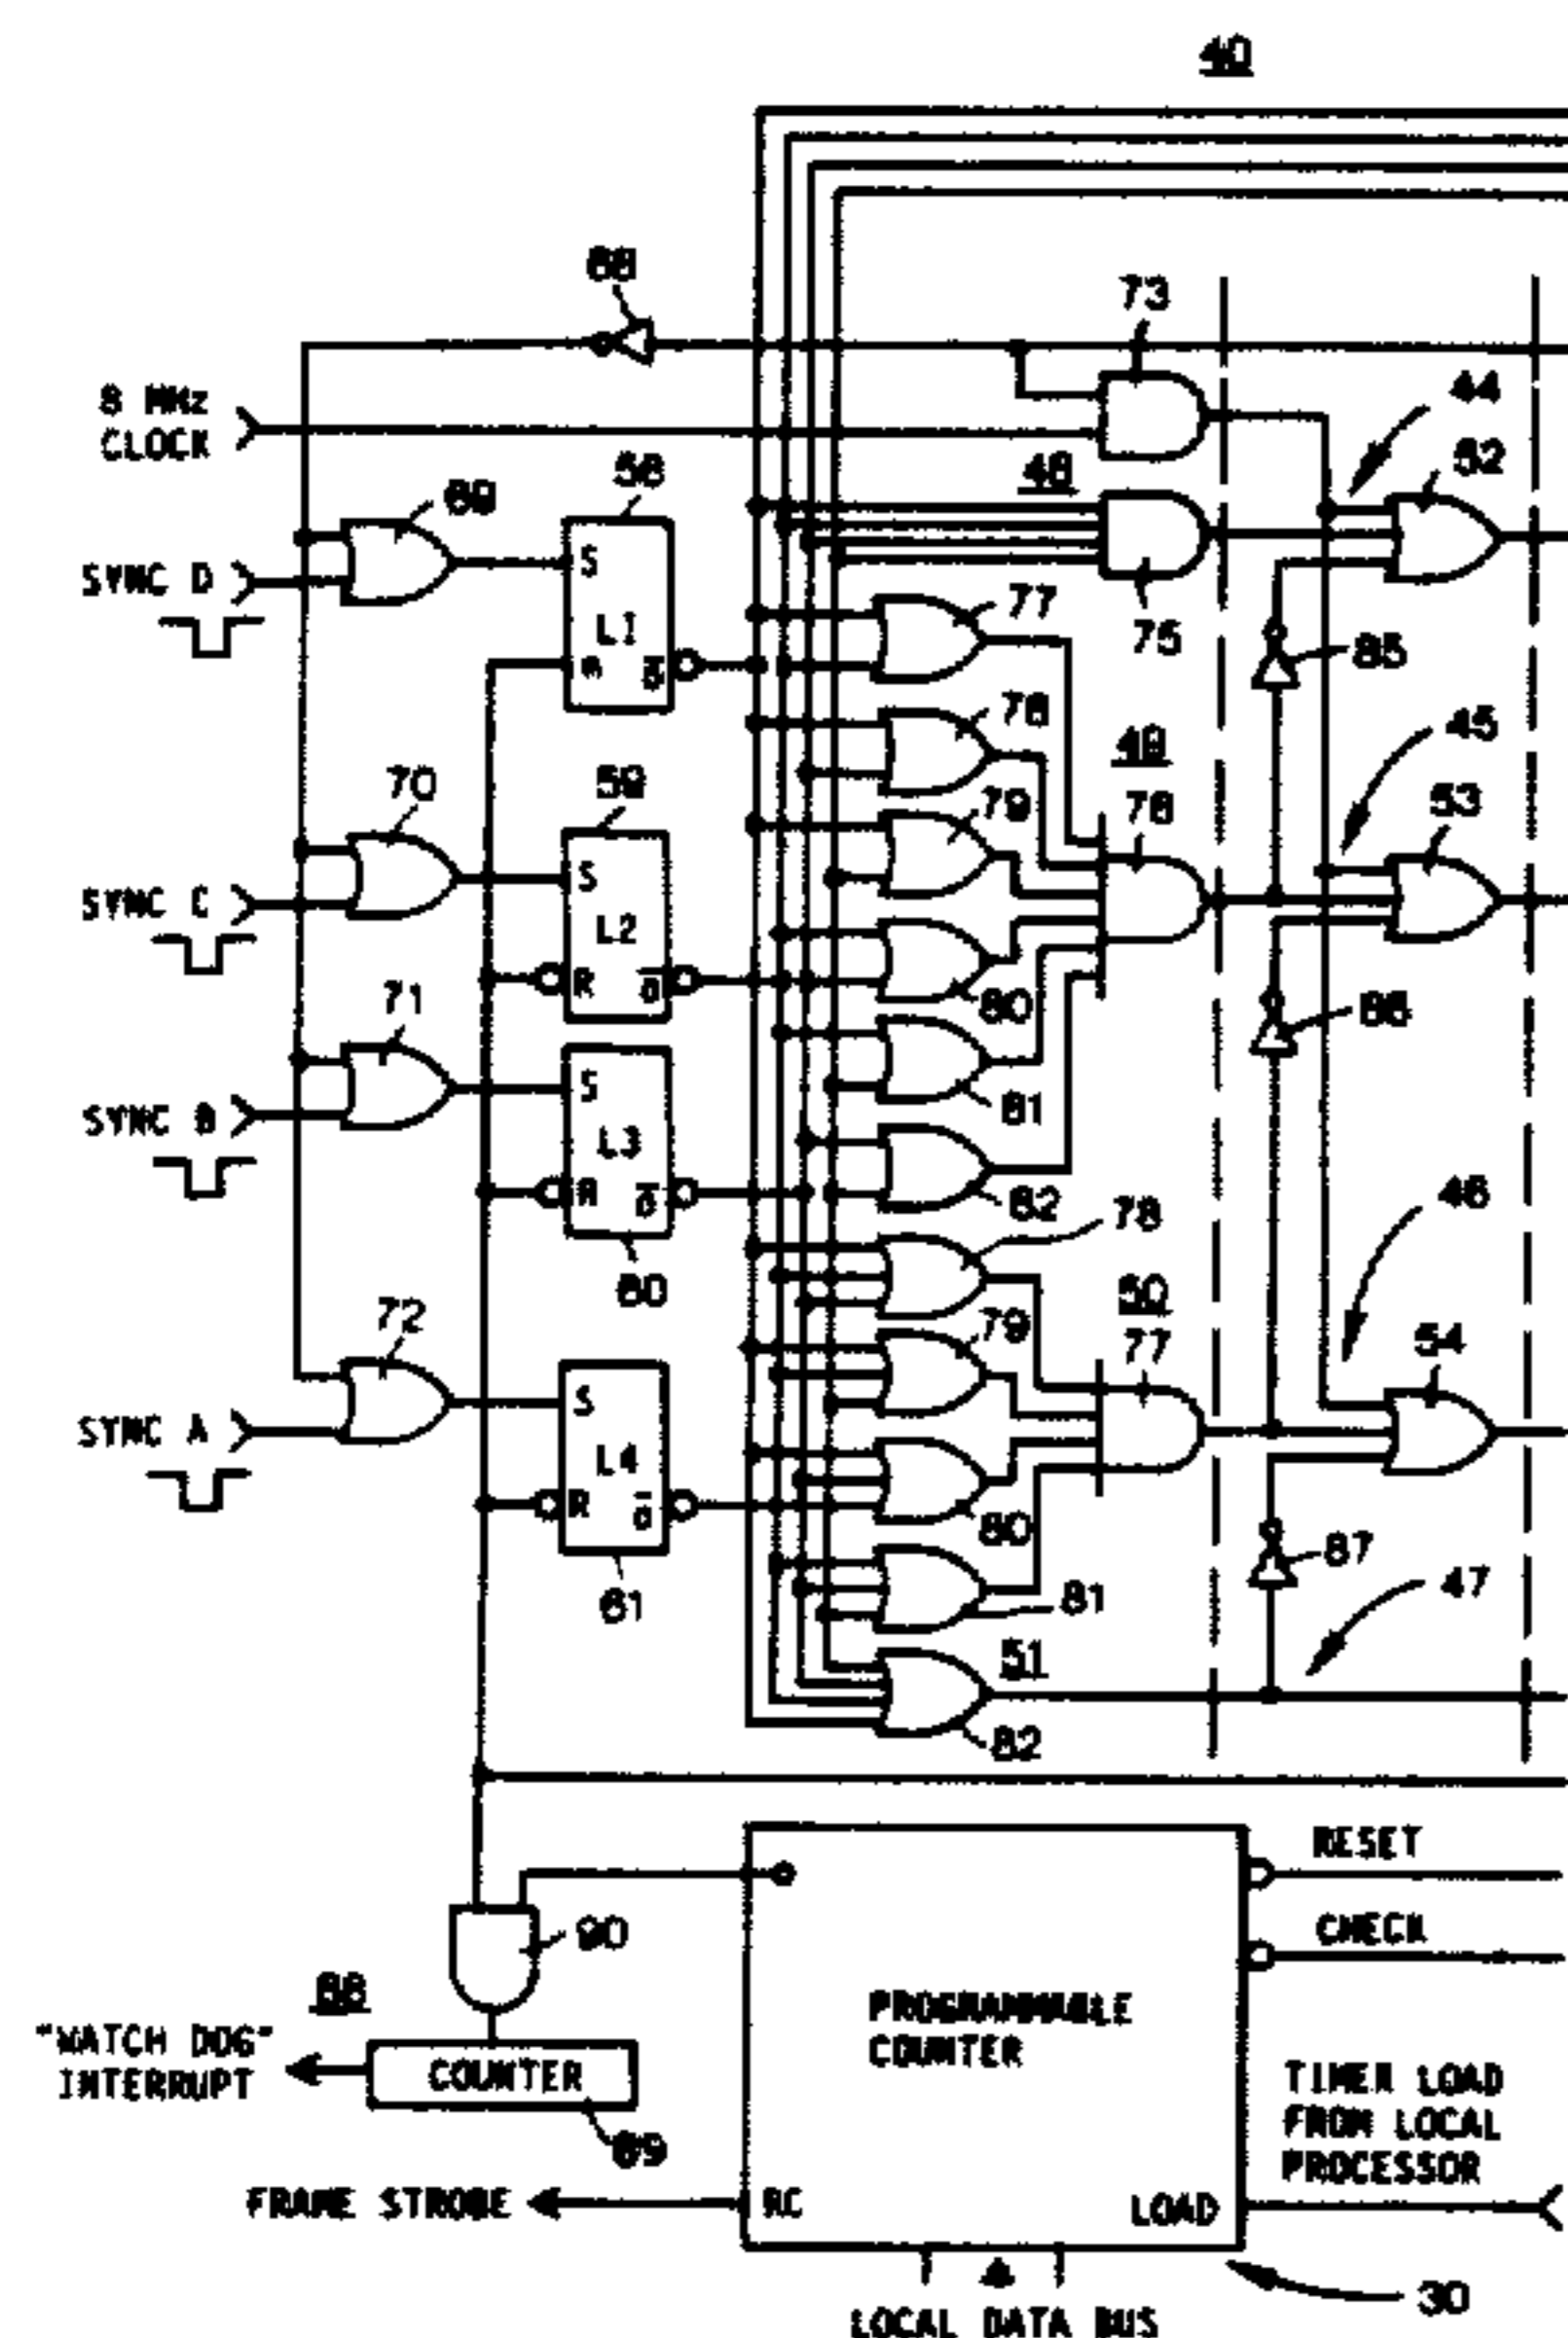 40
68
73
8 MHz
CLOCK
44
52
58
48
69
S
SYNC D
77
L1
75
R
Q
85
78
45
49
70
59
79
76
53
S
SYNC C
L2
R
Q
80
71
86
S
81
SYNC B
L3
R
Q
82
78
46
60
50
72
79
77
54
S
SYNC A
L4
R
Q
80
87
61
81
47
51
82
RESET
90
CHECK
88
PROGRAMMABLE
COUNTER
"WATCH DOG"
INTERRUPT
COUNTER
TIMER LOAD
FROM LOCAL
PROCESSOR
89
FRAME STROBE
RC
LOAD
30
LOCAL DATA BUS